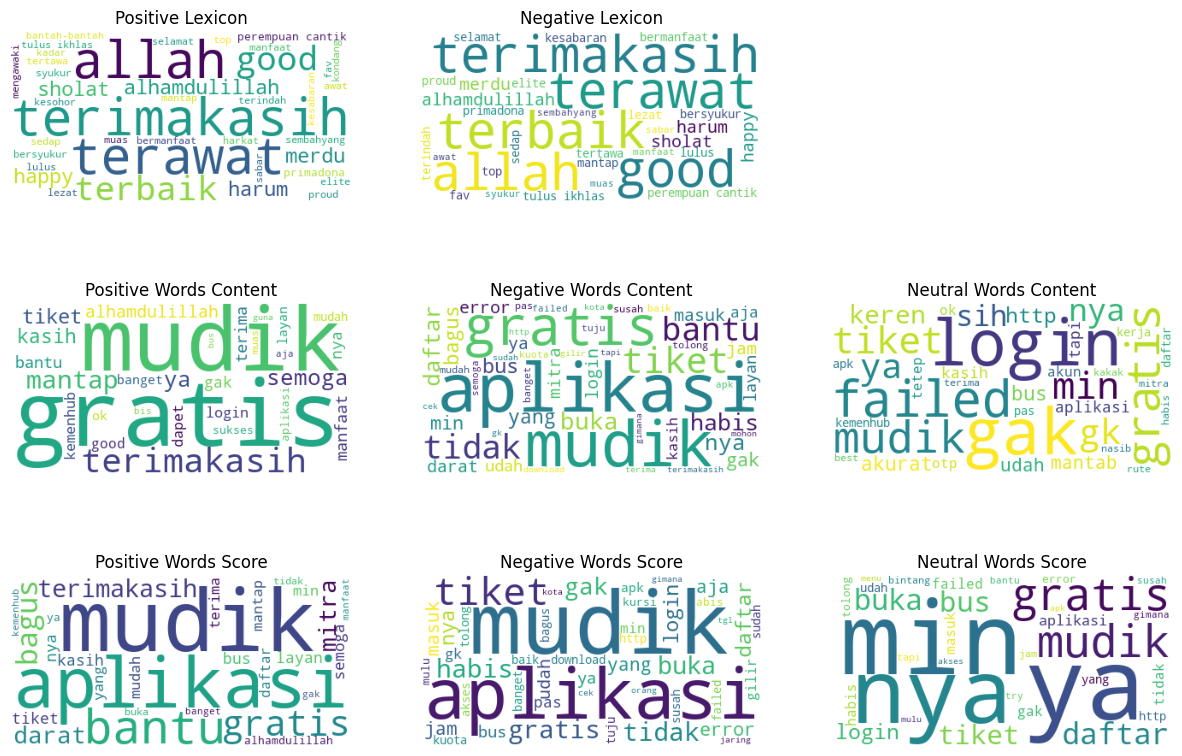 Positive Lexicon
bantah-bantah
top
perempuan cantik
tulus ikhlas
selamat
manfaat
kadar
tertawa
allah
good
fav
kondang
mengawaki
syukur
sholat
alhamdulillah
kesabaran
awat
kesohor
mantap
terindah
terimakasih
sedap
muas
bermanfaat
harkat
sembahyang
bersyukur
terawat
merdu
lulus
sabar
primadona
happy
terbaik
harum
elite
lezat
proud
Negative Lexicon
selamat
kesabaran
bermanfaat
terimakasih
proud
merdu
elite
terawat
alhamdulillah
primadona
sembahyang
lezat
bersyukur
terbaik
sabar
harum
happy
terindah
sedap
sholat
awat
allah
tertawa
manfaat
lulus
mantap
top
good
muas
fav
syukur
tulus ikhlas
perempuan cantik
Positive Words Content
tiket
alhamdulillah
guna
mudah
kasih
mudik
terima
muas
layan
bantu
bus
aja
nya
mantap
banget
ya
gak
semoga
gratis
ok
bis
login
kemenhub
good
dapet
sukses
aplikasi
manfaat
terimakasih
Negative Words Content
error
pas
failed
kota
susah
baik
masuk
aja
daftar
bagus
gratis
tuju
bantu
http
ya
tolong
jam
bus
sudah
kuota
gilir
tapi
tiket
mudah
semoga
banget
mitra
login
apk
layan
aplikasi
cek
min
yang
buka
habis
tidak
gk
mudik
gimana
kasih
nya
mohon
darat
udah
download
terima
terimakasih
gak
Neutral Words Content
keren
ok
sih
http
nya
tiket
login
tapi
kerja
gratis
daftar
apk
ya
tetep
kasih
akun
kakak
mitra
terima
min
failed
bus
pas
aplikasi
habis
kemenhub
mudik
gak
gk
nasib
best
akurat
otp
udah
mantab
rute
Positive Words Score
terimakasih
tidak
min
kemenhub
bagus
mudik
terima
mantap
mitra
manfaat
ya
nya
kasih
yang
mudah
bus
daftar
layan
semoga
aplikasi
gak
buka
banget
tiket
darat
bantu
gratis
alhamdulillah
Negative Words Score
tiket
kota
gak
apk
gimana
aja
kursi
abis
masuk
nya
tolong
mudik
bagus
min
http
login
tgl
daftar
sudah
gk
habis
baik
download
yang
buka
gilir
akses
banget
mudah
ya
cek
orang
susah
failed
mulu
aplikasi
pas
jam
kuota
bus
gratis
tuju
tidak
error
jaring
Neutral Words Score
menu
bintang
bantu
error
susah
tolong
udah
failed
gratis
buka
bus
apk
gimana
min
masuk
aplikasi
mudik
tapi
akses
jam
habis
nya
ya
yang
tidak
try
login
mulu
tiket
gak
http
daftar